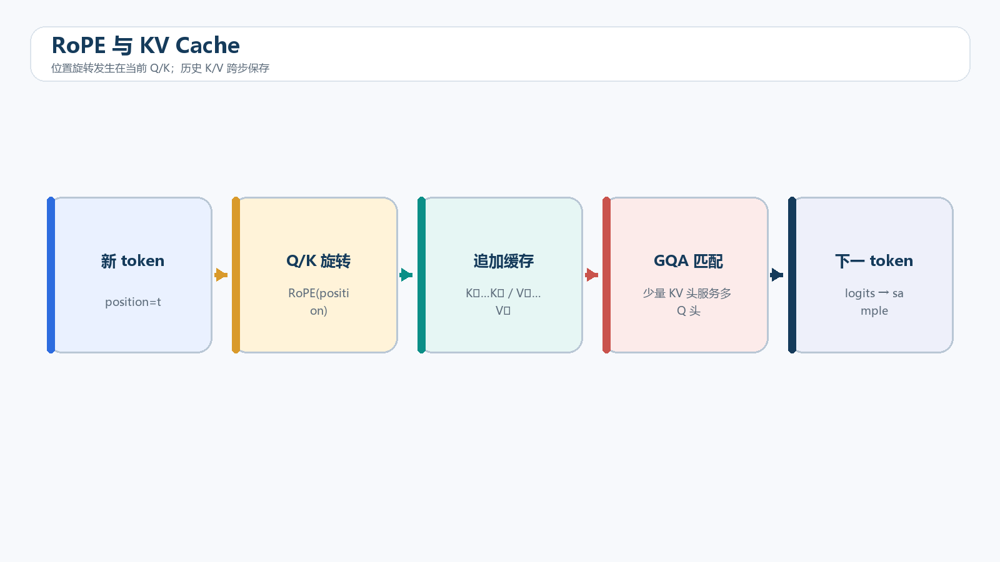 RoPE 与 KV Cache
位置旋转发生在当前 Q/K；历史 K/V 跨步保存
新 token
position=t
Q/K 旋转
RoPE(positi
on)
追加缓存
K□…K□ / V□…
V□
GQA 匹配
少量 KV 头服务多
Q 头
下一 token
logits → sa
mple